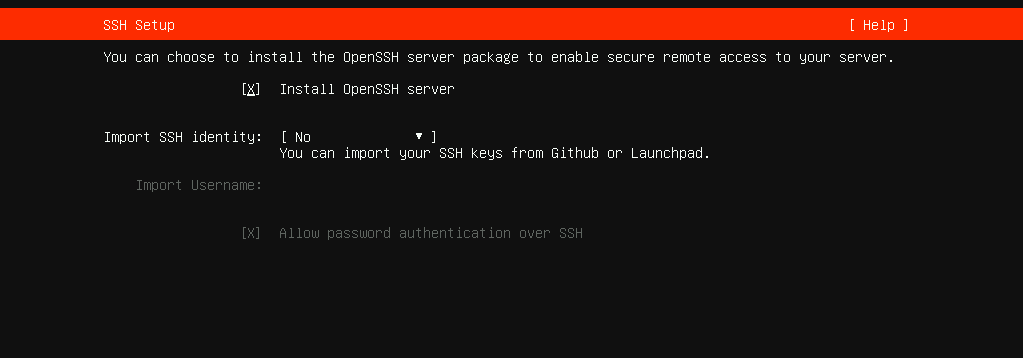 SSH Setup [ Help ]
You can choose to install the OpenSSH server package to enable secure remote access to your server.
[X] Install OpenSSH server
Import SSH identity: [ No ▾ ]
You can import your SSH keys from Github or Launchpad.
Import Username:
[X] Allow password authentication over SSH